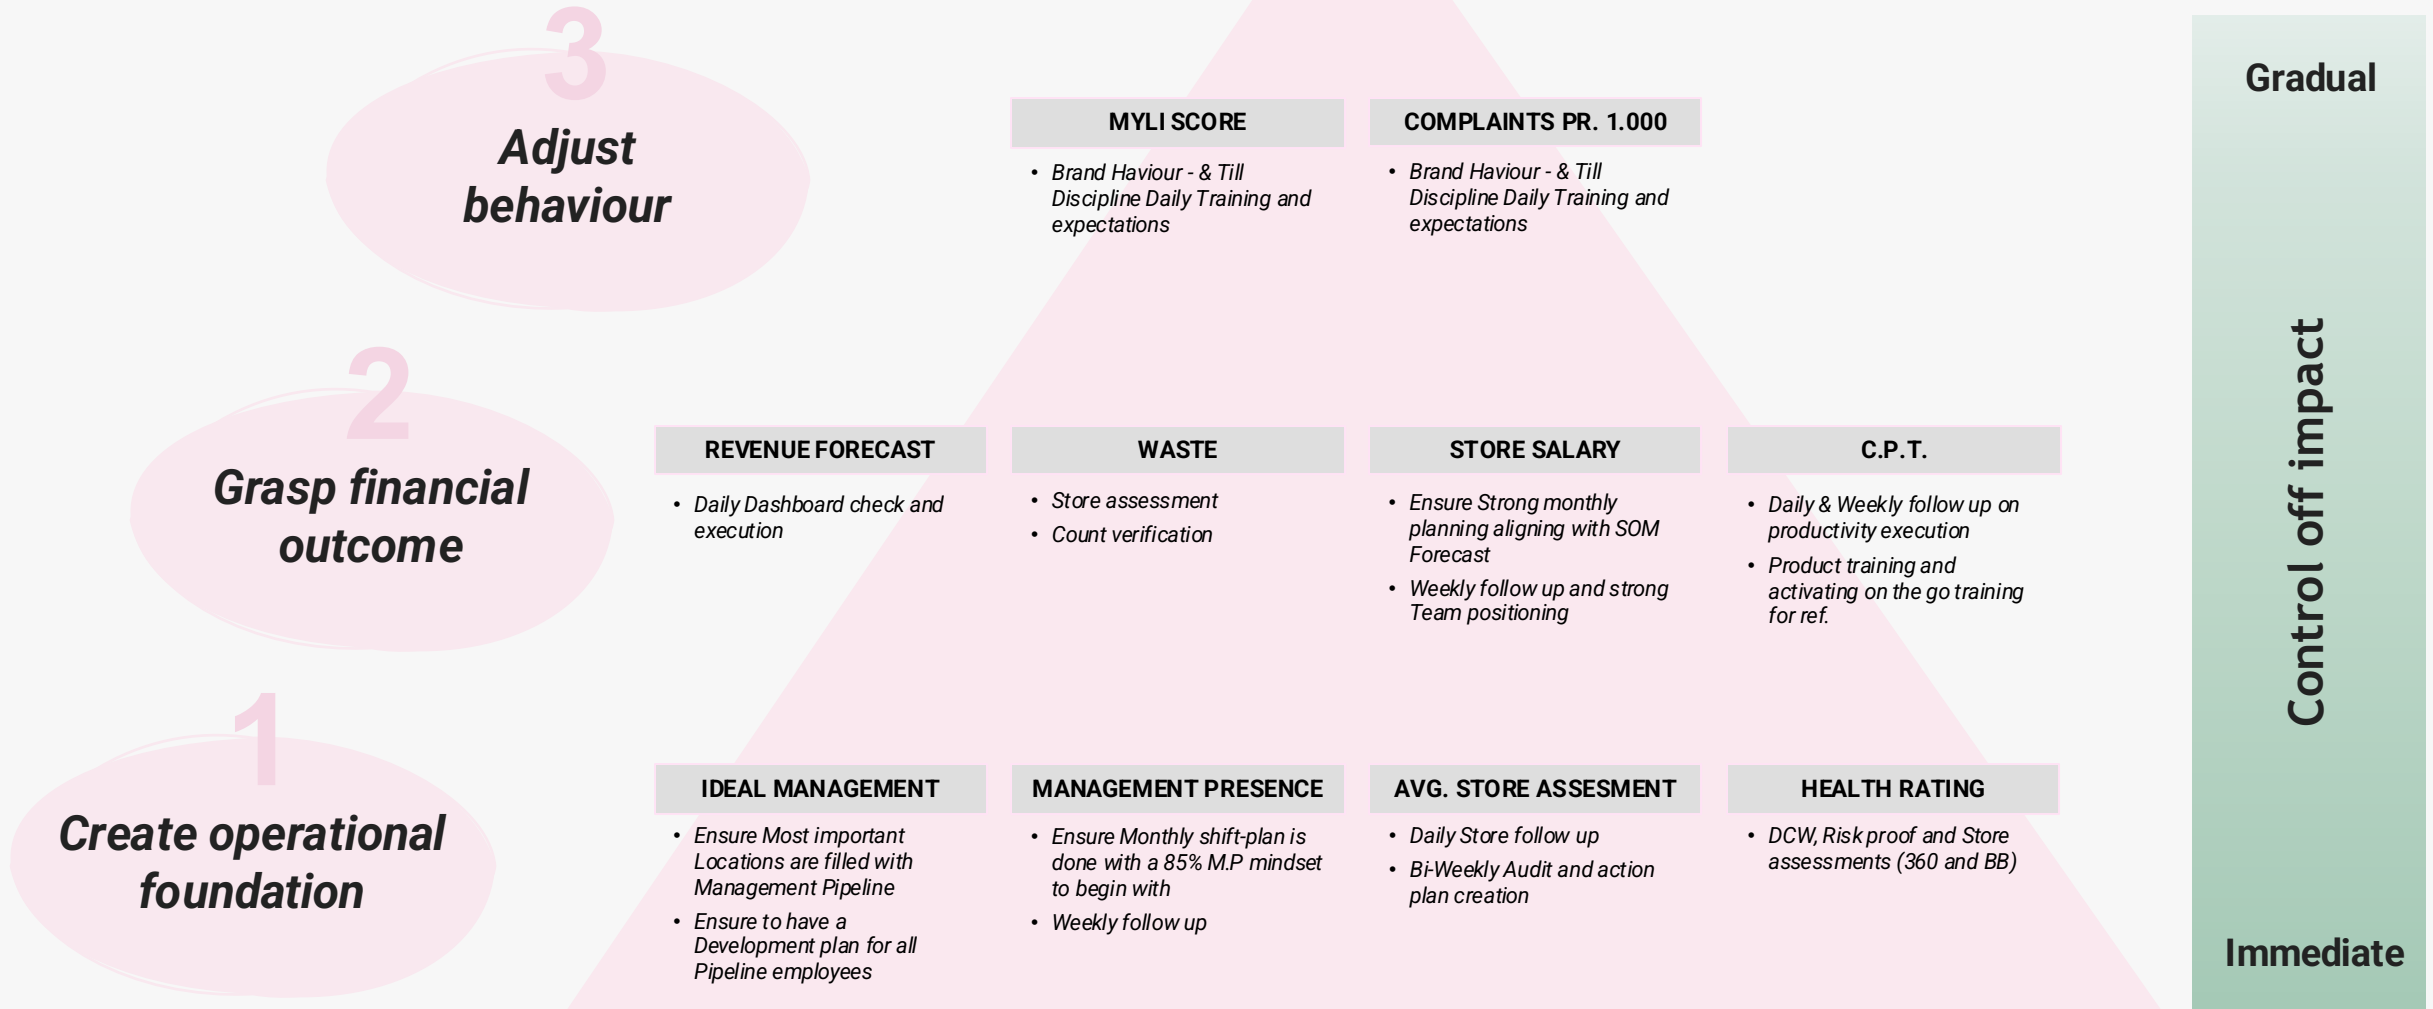 3
Adjust
behaviour
MYLI SCORE
• Brand Haviour - & Till
Discipline Daily Training and
expectations
COMPLAINTS PR. 1.000
• Brand Haviour - & Till
Discipline Daily Training and
expectations
2
Grasp financial
outcome
REVENUE FORECAST
• Daily Dashboard check and
execution
WASTE
• Store assessment
• Count verification
STORE SALARY
• Ensure Strong monthly
planning aligning with SOM
Forecast
• Weekly follow up and strong
Team positioning
C.P.T.
• Daily & Weekly follow up on
productivity execution
• Product training and
activating on the go training
for ref.
1
Create operational
foundation
IDEAL MANAGEMENT
• Ensure Most important
Locations are filled with
Management Pipeline
• Ensure to have a
Development plan for all
Pipeline employees
MANAGEMENT PRESENCE
• Ensure Monthly shift-plan is
done with a 85% M.P mindset
to begin with
• Weekly follow up
AVG. STORE ASSESMENT
• Daily Store follow up
• Bi-Weekly Audit and action
plan creation
HEALTH RATING
• DCW, Risk proof and Store
assessments (360 and BB)
Gradual
Control off impact
Immediate